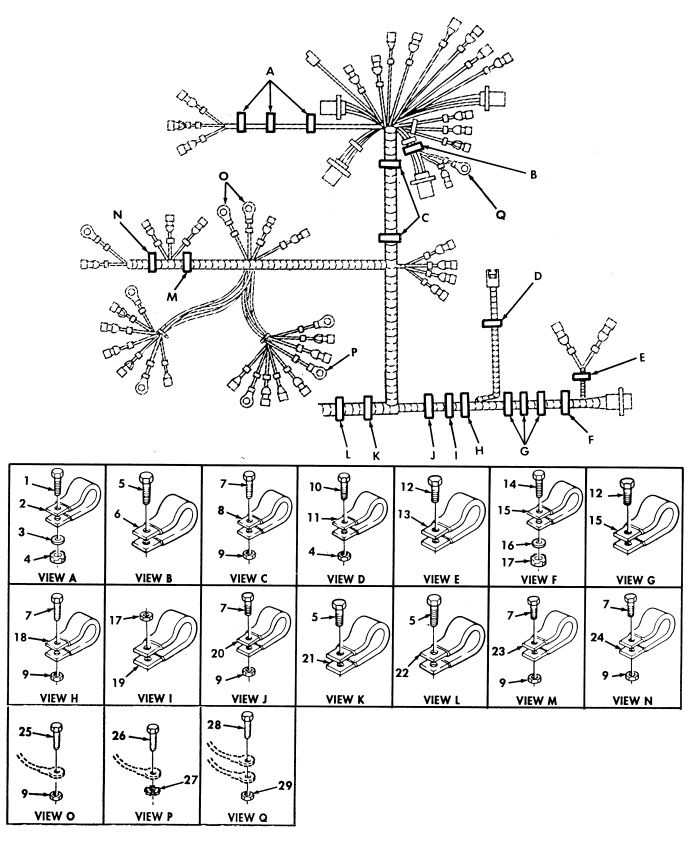 A
B
O
Q
N
C
M
D
P
E
L K J I H G F
1
2
3
4
VIEW A
5
6
VIEW B
7
8
9
VIEW C
10
11
4
VIEW D
12
13
VIEW E
14
15
16
17
VIEW F
12
15
VIEW G
7
18
9
VIEW H
17
19
VIEW I
7
20
9
VIEW J
5
21
VIEW K
5
22
VIEW L
7
23
9
VIEW M
7
24
9
VIEW N
25
9
VIEW O
26
27
VIEW P
28
29
VIEW Q